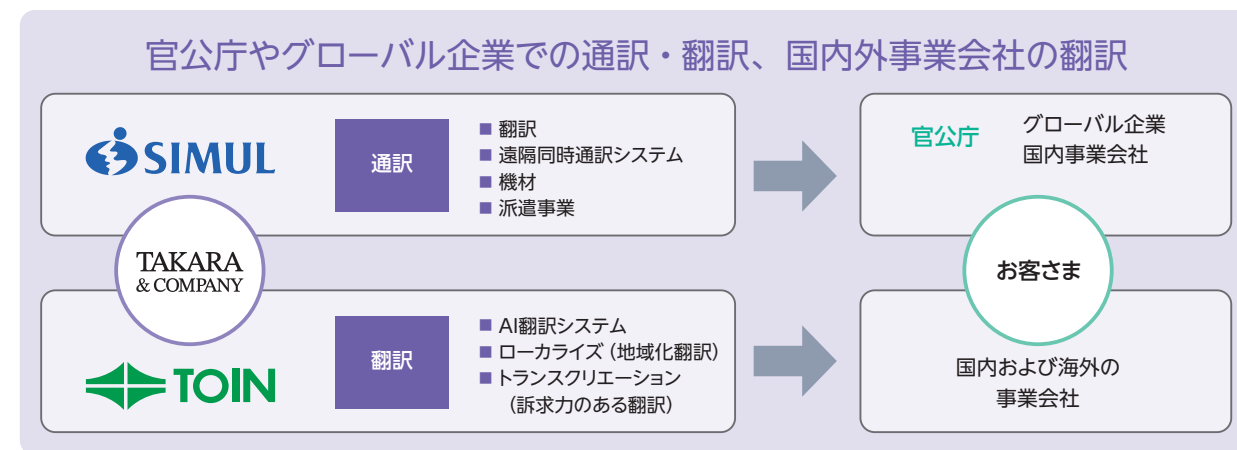 官公庁やグローバル企業での通訳・翻訳、国内外事業会社の翻訳
SIMUL
通訳
■ 翻訳
■ 遠隔同時通訳システム
■ 機材
■ 派遣事業
官公庁
グローバル企業
国内事業会社
TAKARA
& COMPANY
お客さま
TOIN
翻訳
■ AI翻訳システム
■ ローカライズ（地域化翻訳）
■ トランスクリエーション
（訴求力のある翻訳）
国内および海外の
事業会社